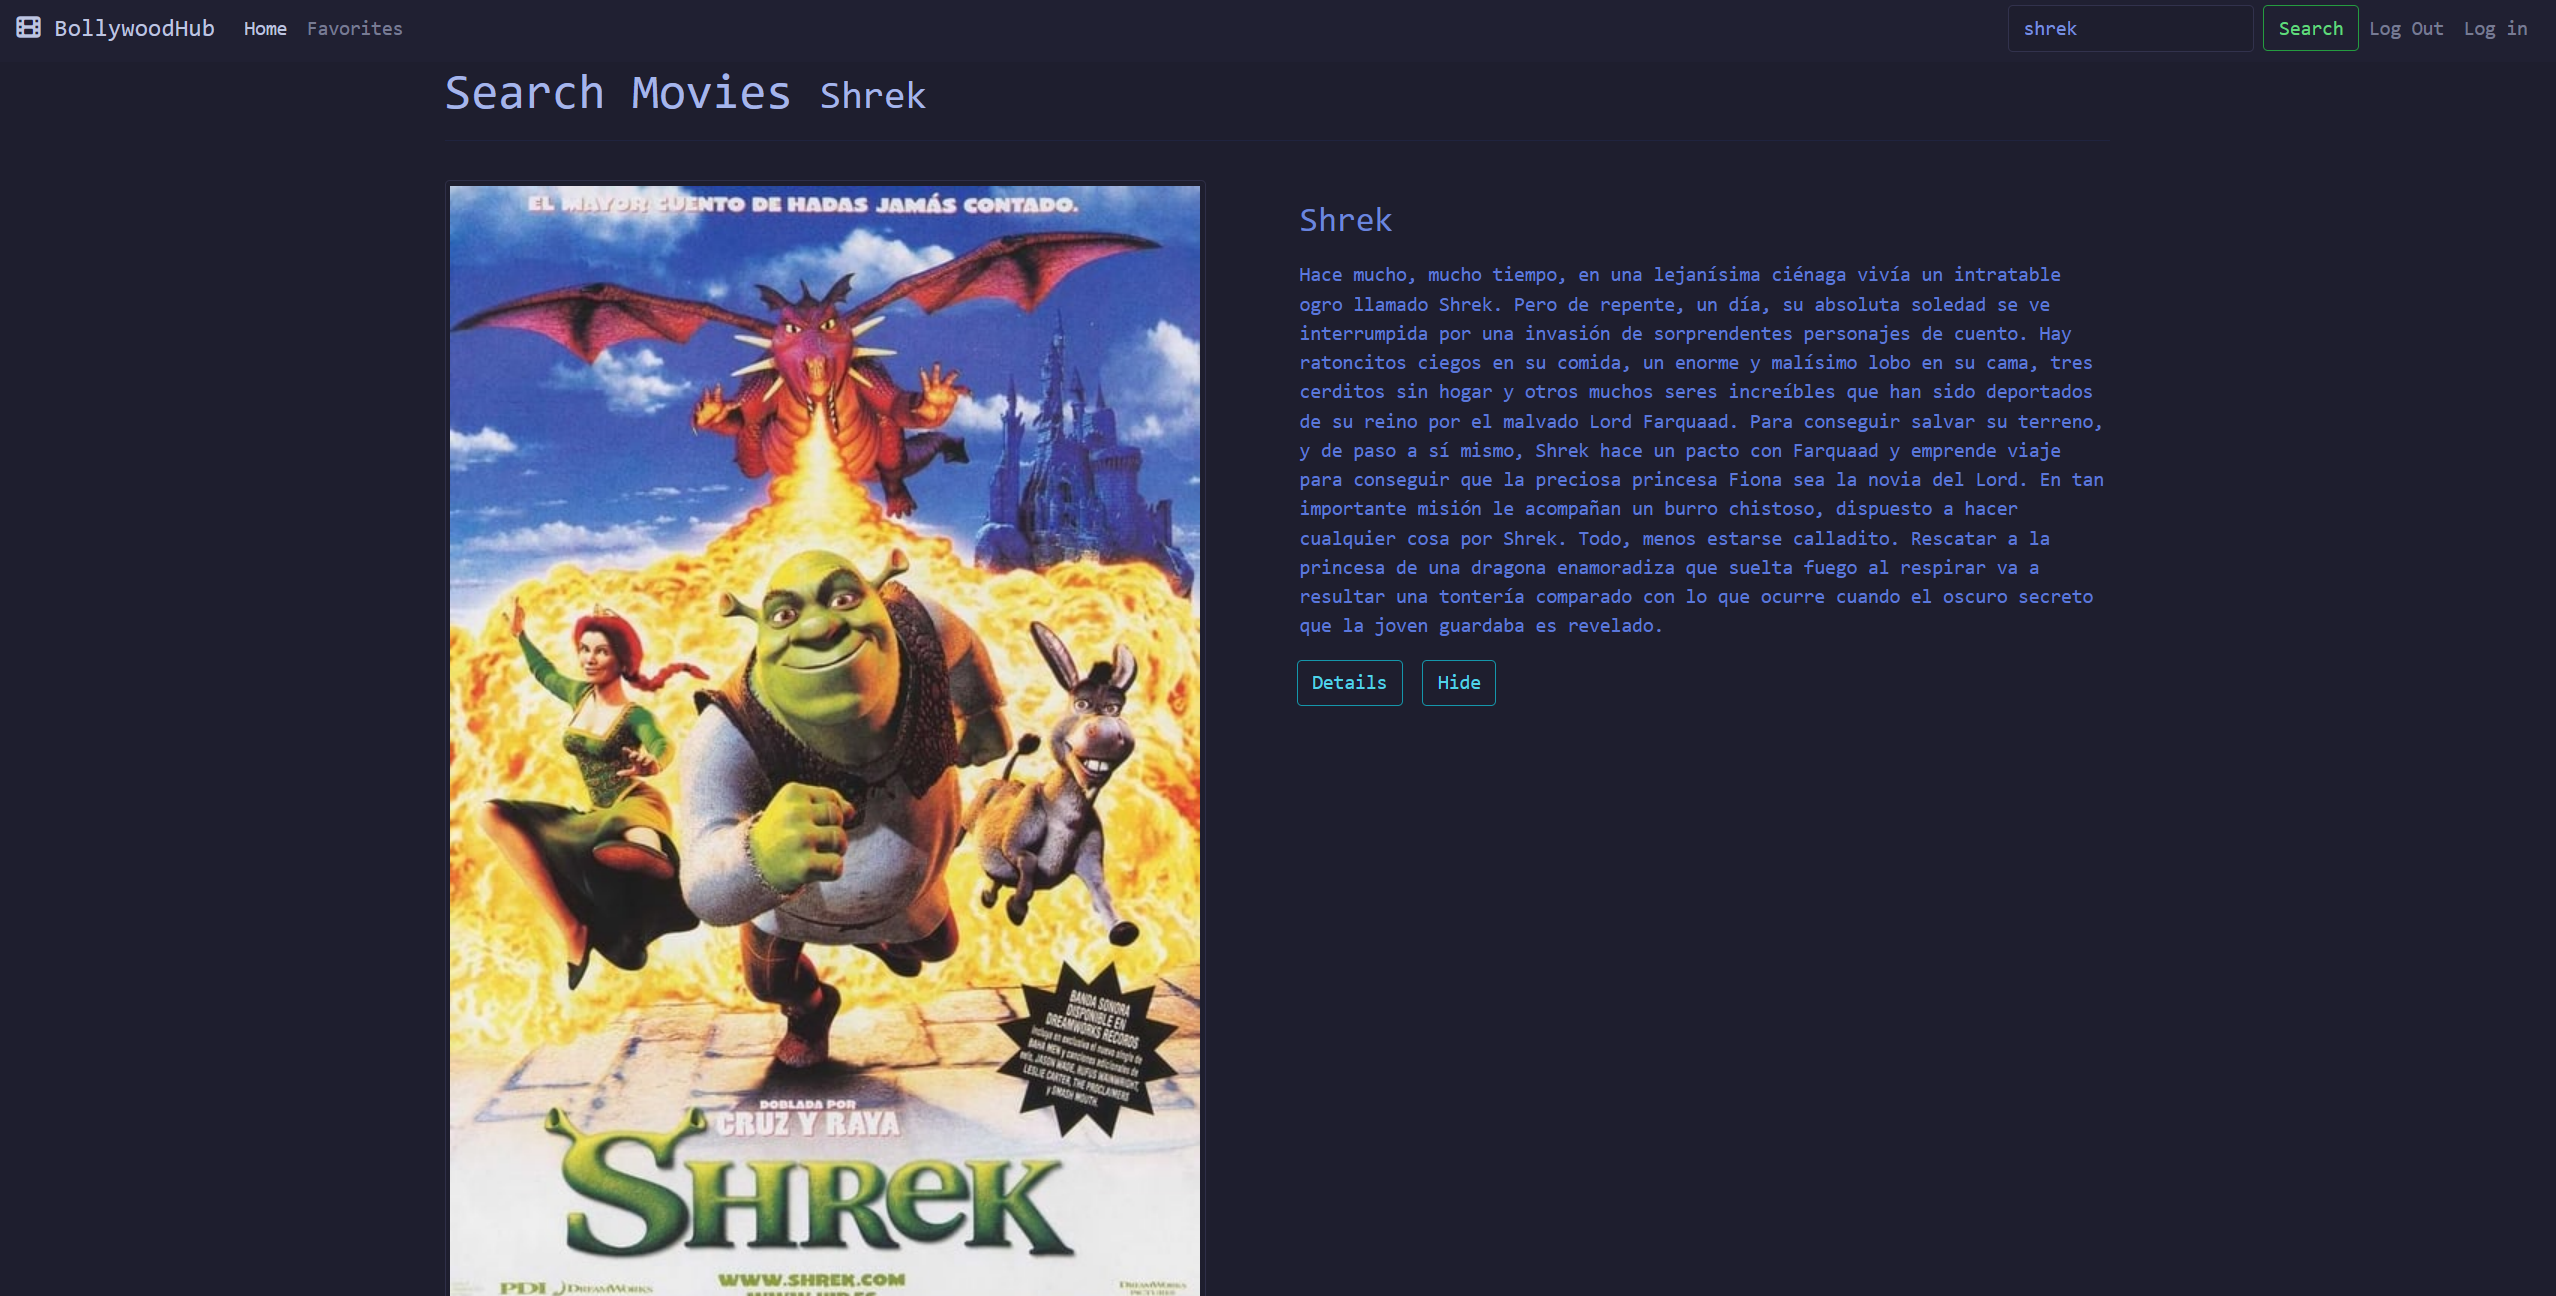 BollywoodHub Home Favorites shrek Search Log Out Log in
Search Movies Shrek
EL MAYOR CUENTO DE HADAS JAMÁS CONTADO.
BANDA SONORA
DISPONIBLE EN
DREAMWORKS RECORDS
Incluye en exclusiva el nuevo single de
BAHA MEN y canciones adicionales de
eels, JASON WADE, RUFUS WAINWRIGHT,
LESLIE CARTER, THE PROCLAIMERS
y SMASH MOUTH.
DOBLADA POR
CRUZ Y RAYA
SHREK
PDI DREAMWORKS
WWW.SHREK.COM
DREAMWORKS
PICTURES
Shrek
Hace mucho, mucho tiempo, en una lejanísima ciénaga vivía un intratable
ogro llamado Shrek. Pero de repente, un día, su absoluta soledad se ve
interrumpida por una invasión de sorprendentes personajes de cuento. Hay
ratoncitos ciegos en su comida, un enorme y malísimo lobo en su cama, tres
cerditos sin hogar y otros muchos seres increíbles que han sido deportados
de su reino por el malvado Lord Farquaad. Para conseguir salvar su terreno,
y de paso a sí mismo, Shrek hace un pacto con Farquaad y emprende viaje
para conseguir que la preciosa princesa Fiona sea la novia del Lord. En tan
importante misión le acompañan un burro chistoso, dispuesto a hacer
cualquier cosa por Shrek. Todo, menos estarse calladito. Rescatar a la
princesa de una dragona enamoradiza que suelta fuego al respirar va a
resultar una tontería comparado con lo que ocurre cuando el oscuro secreto
que la joven guardaba es revelado.
Details Hide